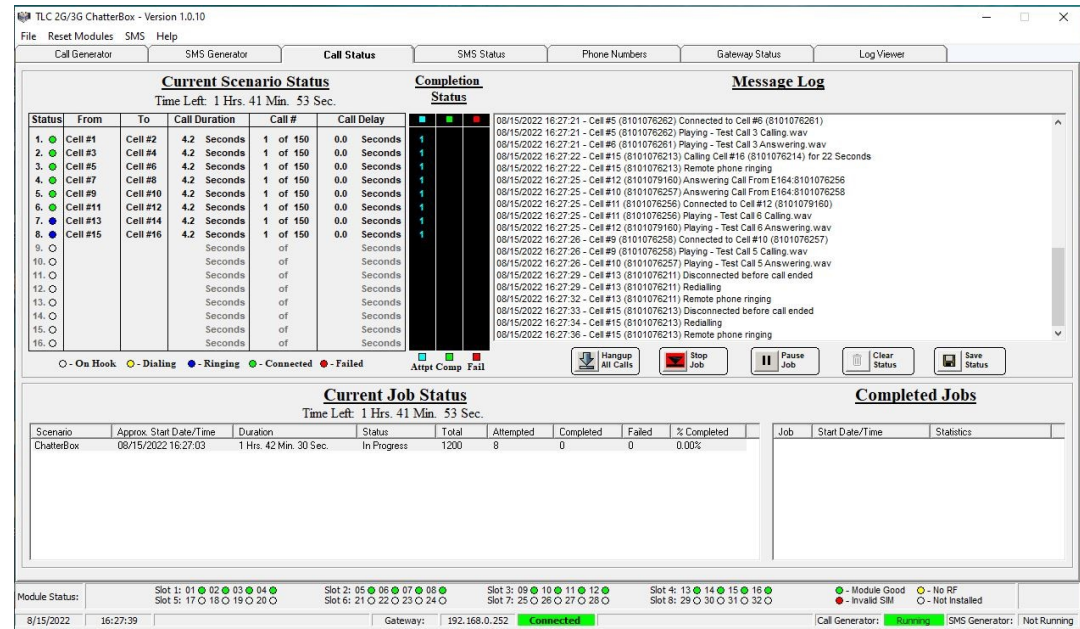 TLC 2G/3G ChatterBox - Version 1.0.10
File Reset Modules SMS Help
Call Generator SMS Generator Call Status SMS Status Phone Numbers Gateway Status Log Viewer
Current Scenario Status
Time Left: 1 Hrs. 41 Min. 53 Sec.
Completion
Status
Status From To Call Duration Call # Call Delay
1. Cell #1 Cell #2 4.2 Seconds 1 of 150 0.0 Seconds 1
2. Cell #3 Cell #4 4.2 Seconds 1 of 150 0.0 Seconds 1
3. Cell #5 Cell #6 4.2 Seconds 1 of 150 0.0 Seconds 1
4. Cell #7 Cell #8 4.2 Seconds 1 of 150 0.0 Seconds 1
5. Cell #9 Cell #10 4.2 Seconds 1 of 150 0.0 Seconds 1
6. Cell #11 Cell #12 4.2 Seconds 1 of 150 0.0 Seconds 1
7. Cell #13 Cell #14 4.2 Seconds 1 of 150 0.0 Seconds 1
8. Cell #15 Cell #16 4.2 Seconds 1 of 150 0.0 Seconds 1
9. Seconds of Seconds
10. Seconds of Seconds
11. Seconds of Seconds
12. Seconds of Seconds
13. Seconds of Seconds
14. Seconds of Seconds
15. Seconds of Seconds
16. Seconds of Seconds
- On Hook - Dialing - Ringing - Connected - Failed
Attpt Comp Fail
Message Log
08/15/2022 16:27:21 - Cell #5 (8101076262) Connected to Cell #6 (8101076261)
08/15/2022 16:27:21 - Cell #5 (8101076262) Playing - Test Call 3 Calling.wav
08/15/2022 16:27:21 - Cell #6 (8101076261) Playing - Test Call 3 Answering.wav
08/15/2022 16:27:22 - Cell #15 (8101076213) Calling Cell #16 (8101076214) for 22 Seconds
08/15/2022 16:27:22 - Cell #15 (8101076213) Remote phone ringing
08/15/2022 16:27:25 - Cell #12 (8101079160) Answering Call From E164:8101076256
08/15/2022 16:27:25 - Cell #10 (8101076257) Answering Call From E164:8101076258
08/15/2022 16:27:25 - Cell #11 (8101076256) Connected to Cell #12 (8101079160)
08/15/2022 16:27:25 - Cell #11 (8101076256) Playing - Test Call 6 Calling.wav
08/15/2022 16:27:25 - Cell #12 (8101079160) Playing - Test Call 6 Answering.wav
08/15/2022 16:27:26 - Cell #9 (8101076258) Connected to Cell #10 (8101076257)
08/15/2022 16:27:26 - Cell #9 (8101076258) Playing - Test Call 5 Calling.wav
08/15/2022 16:27:26 - Cell #10 (8101076257) Playing - Test Call 5 Answering.wav
08/15/2022 16:27:29 - Cell #13 (8101076211) Disconnected before call ended
08/15/2022 16:27:29 - Cell #13 (8101076211) Redialling
08/15/2022 16:27:32 - Cell #13 (8101076211) Remote phone ringing
08/15/2022 16:27:33 - Cell #15 (8101076213) Disconnected before call ended
08/15/2022 16:27:34 - Cell #15 (8101076213) Redialling
08/15/2022 16:27:36 - Cell #15 (8101076213) Remote phone ringing
Hangup All Calls
Stop Job
Pause Job
Clear Status
Save Status
Current Job Status
Time Left: 1 Hrs. 41 Min. 53 Sec.
Scenario Approx. Start Date/Time Duration Status Total Attempted Completed Failed % Completed
ChatterBox 08/15/2022 16:27:03 1 Hrs. 42 Min. 30 Sec. In Progress 1200 8 0 0 0.00%
Completed Jobs
Job Start Date/Time Statistics
Module Status:
Slot 1: 01 02 03 04 Slot 2: 05 06 07 08 Slot 3: 09 10 11 12 Slot 4: 13 14 15 16 - Module Good - No RF
Slot 5: 17 18 19 20 Slot 6: 21 22 23 24 Slot 7: 25 26 27 28 Slot 8: 29 30 31 32 - Invalid SIM - Not Installed
8/15/2022 16:27:39 Gateway: 192.168.0.252 Connected Call Generator: Running SMS Generator: Not Running